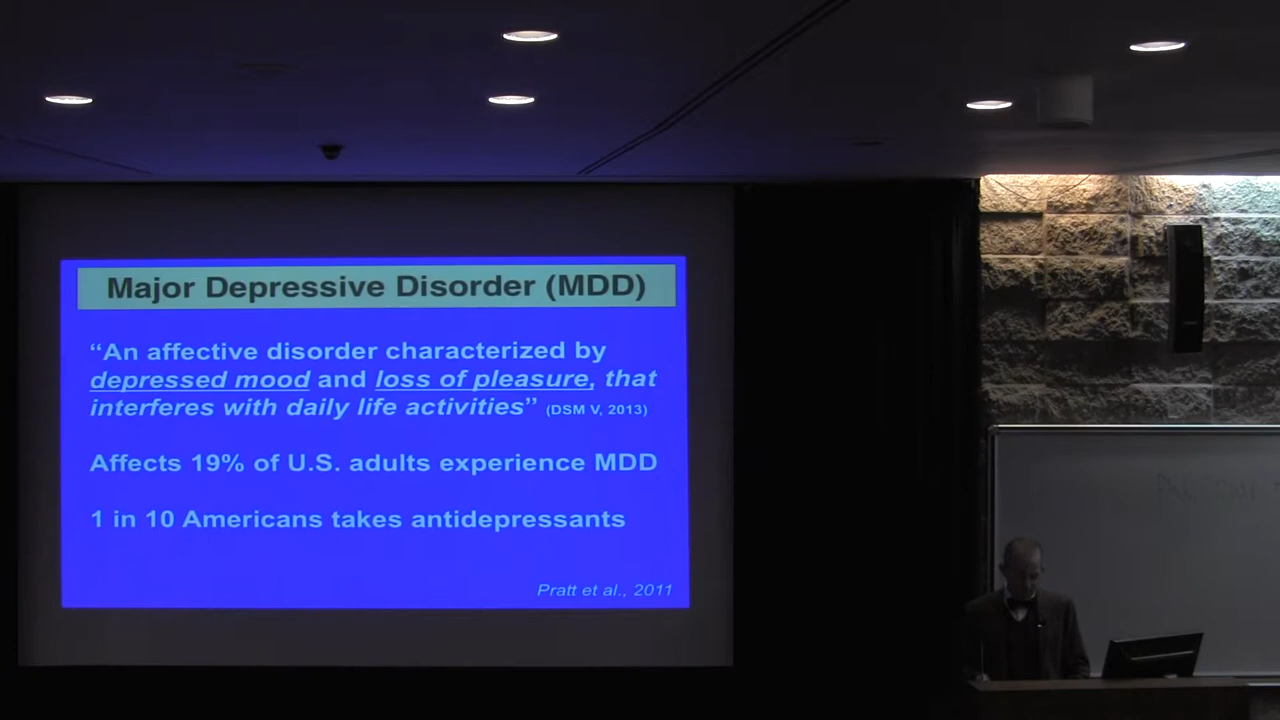 Major Depressive Disorder (MDD)
“An affective disorder characterized by
depressed mood and loss of pleasure, that
interferes with daily life activities” (DSM V, 2013)
Affects 19% of U.S. adults experience MDD
1 in 10 Americans takes antidepressants
Pratt et al., 2011